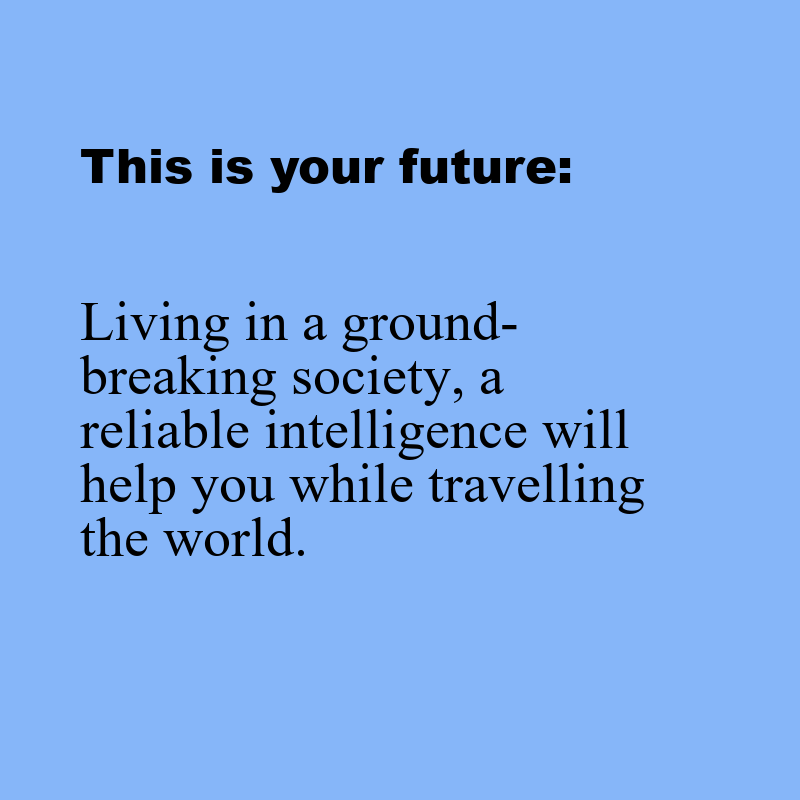 This is your future:
Living in a ground-
breaking society, a
reliable intelligence will
help you while travelling
the world.